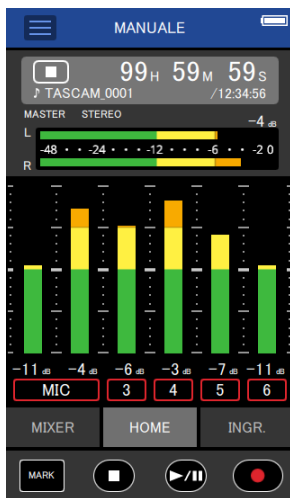 MANUALE
99H 59M 59S
♪ TASCAM_0001 /12:34:56
MASTER STEREO -4 dB
L
-48 · · -24 · · · -12 · · · -6 · · -2 0
R
-11 dB -4 dB -6 dB -3 dB -7 dB -11 dB
MIC 3 4 5 6
MIXER HOME INGR.
MARK